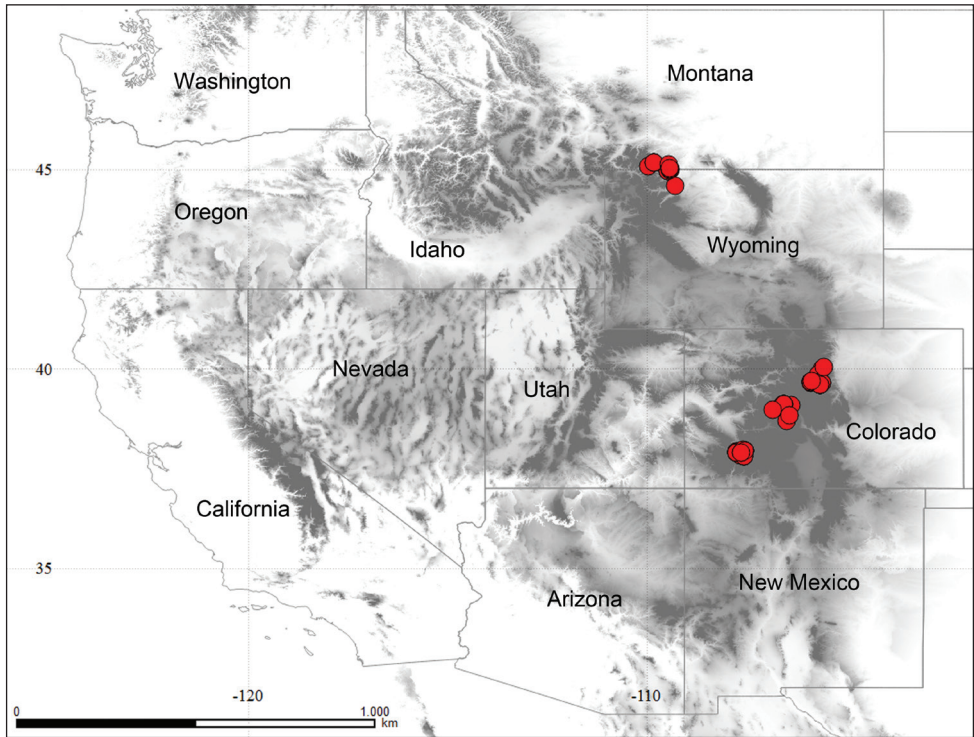 Washington
Montana
45
Oregon
Idaho
Wyoming
40
Nevada
Utah
Colorado
California
35
Arizona
New Mexico
-120
-110
0
1.000
km